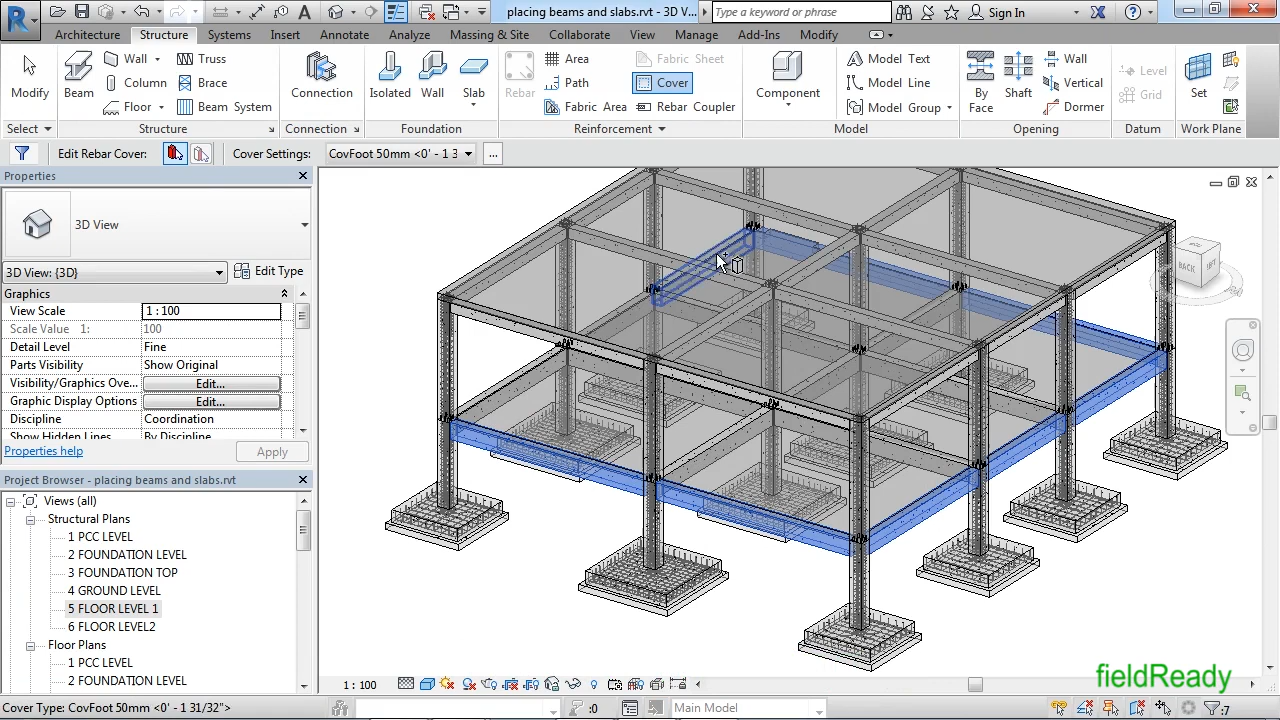 placing beams and slabs.rvt - 3D V...
Type a keyword or phrase
Sign In
Architecture Structure Systems Insert Annotate Analyze Massing & Site Collaborate View Manage Add-Ins Modify
Modify
Beam
Wall
Column
Floor
Truss
Brace
Beam System
Connection
Isolated
Wall
Slab
Rebar
Area
Path
Fabric Area
Fabric Sheet
Cover
Rebar Coupler
Component
Model Text
Model Line
Model Group
By
Face
Shaft
Wall
Vertical
Dormer
Level
Grid
Set
Select Structure Connection Foundation Reinforcement Model Opening Datum Work Plane
Edit Rebar Cover: Cover Settings: CovFoot 50mm <0' - 1 3 ...
Properties
3D View
3D View: {3D} Edit Type
Graphics
View Scale 1 : 100
Scale Value 1: 100
Detail Level Fine
Parts Visibility Show Original
Visibility/Graphics Ove... Edit...
Graphic Display Options Edit...
Discipline Coordination
Show Hidden Lines By Discipline
Properties help Apply
Project Browser - placing beams and slabs.rvt
Views (all)
Structural Plans
1 PCC LEVEL
2 FOUNDATION LEVEL
3 FOUNDATION TOP
4 GROUND LEVEL
5 FLOOR LEVEL 1
6 FLOOR LEVEL2
Floor Plans
1 PCC LEVEL
2 FOUNDATION LEVEL
BACK
1 : 100
fieldReady
Cover Type: CovFoot 50mm <0' - 1 31/32">
:0
Main Model
:7